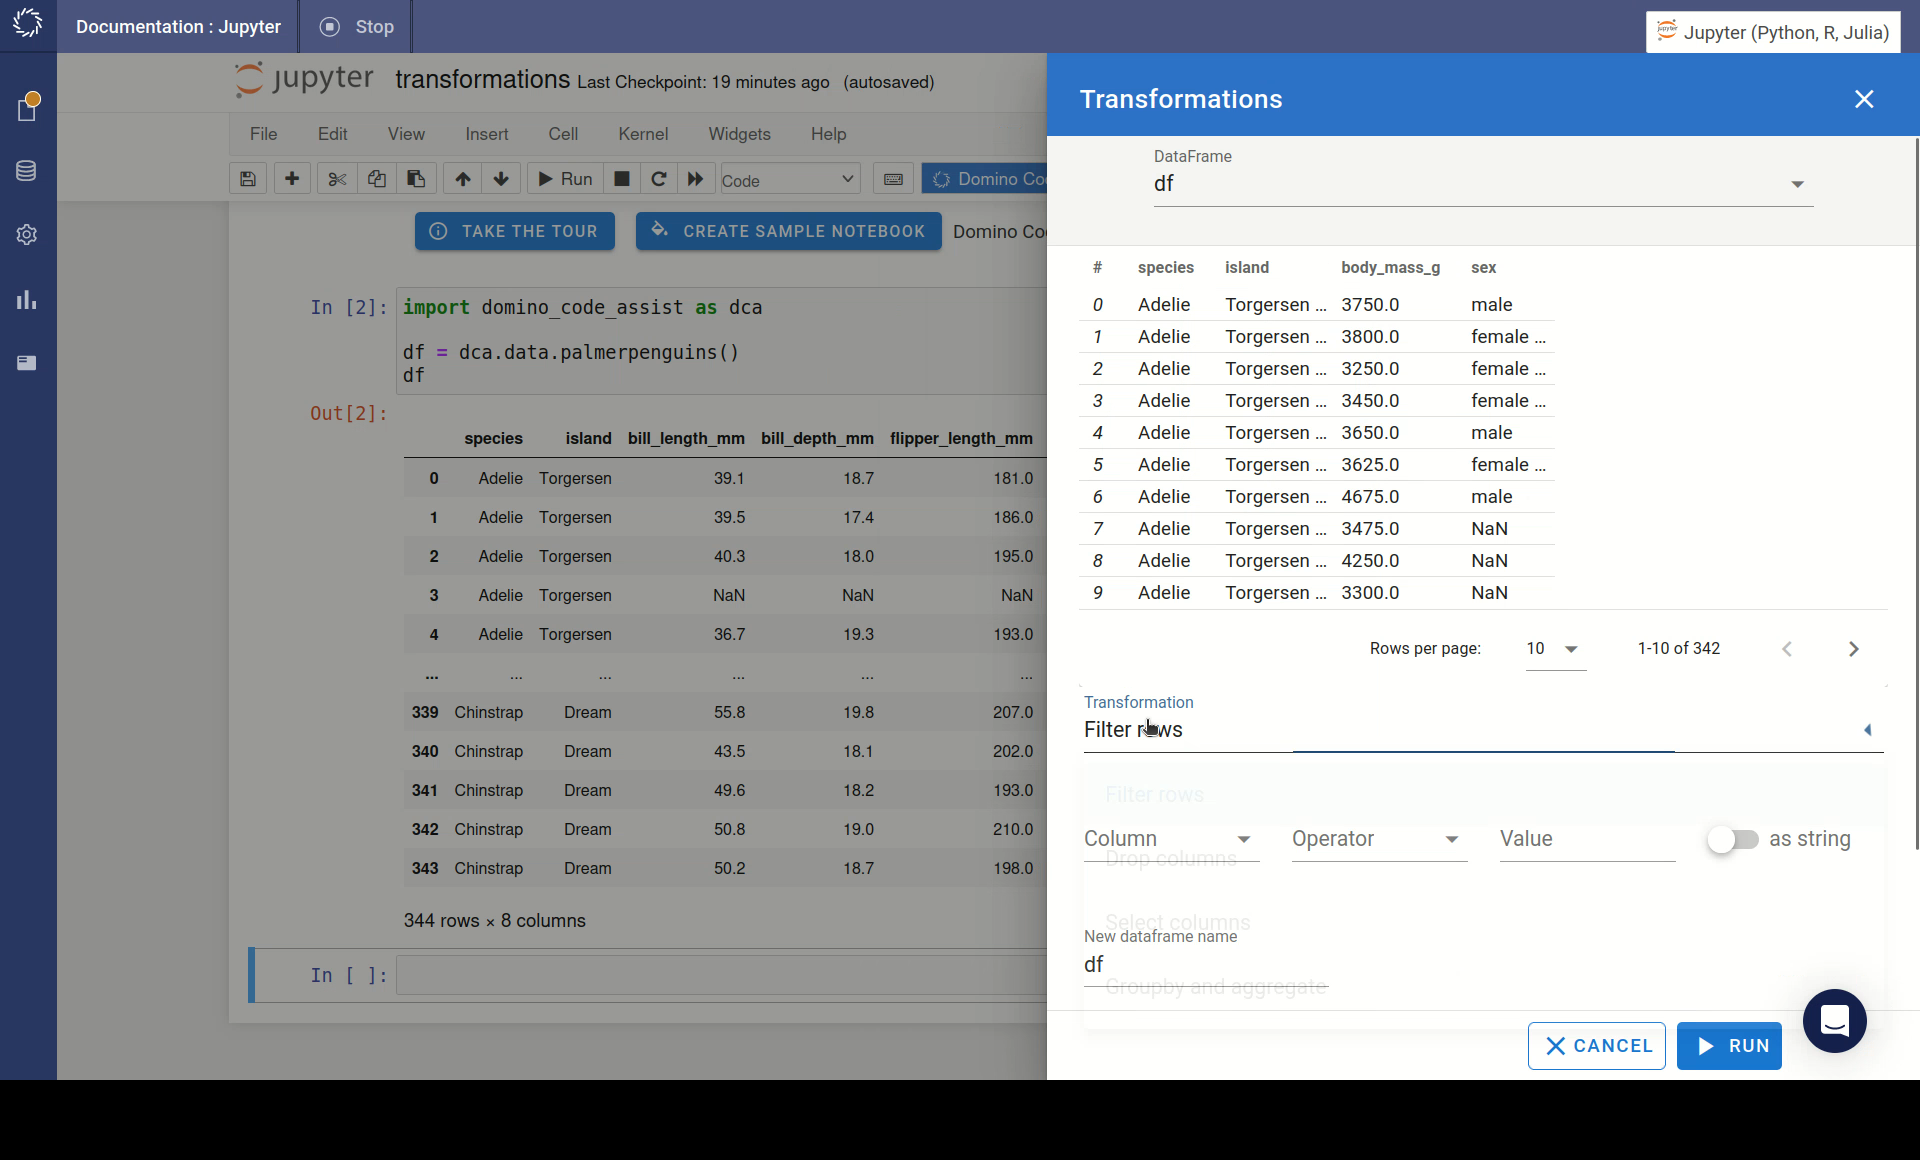 Documentation : Jupyter
Stop
Jupyter (Python, R, Julia)
jupyter transformations Last Checkpoint: 19 minutes ago (autosaved)
File Edit View Insert Cell Kernel Widgets Help
Run Code
TAKE THE TOUR
CREATE SAMPLE NOTEBOOK
In [2]:
import domino_code_assist as dca
df = dca.data.palmerpenguins()
df
Out[2]:
species island bill_length_mm bill_depth_mm flipper_length_mm
0 Adelie Torgersen 39.1 18.7 181.0
1 Adelie Torgersen 39.5 17.4 186.0
2 Adelie Torgersen 40.3 18.0 195.0
3 Adelie Torgersen NaN NaN NaN
4 Adelie Torgersen 36.7 19.3 193.0
... ... ... ... ... ...
339 Chinstrap Dream 55.8 19.8 207.0
340 Chinstrap Dream 43.5 18.1 202.0
341 Chinstrap Dream 49.6 18.2 193.0
342 Chinstrap Dream 50.8 19.0 210.0
343 Chinstrap Dream 50.2 18.7 198.0
344 rows × 8 columns
In [ ]:
Domino
Domino
Transformations
DataFrame
df
# species island body_mass_g sex
0 Adelie Torgersen ... 3750.0 male
1 Adelie Torgersen ... 3800.0 female ...
2 Adelie Torgersen ... 3250.0 female ...
3 Adelie Torgersen ... 3450.0 female ...
4 Adelie Torgersen ... 3650.0 male
5 Adelie Torgersen ... 3625.0 female ...
6 Adelie Torgersen ... 4675.0 male
7 Adelie Torgersen ... 3475.0 NaN
8 Adelie Torgersen ... 4250.0 NaN
9 Adelie Torgersen ... 3300.0 NaN
Rows per page: 10 1-10 of 342
Transformation
Filter rows
Filter rows
Column Operator Value as string
Drop columns
Select columns
New dataframe name
df
Groupby and aggregate
CANCEL
RUN